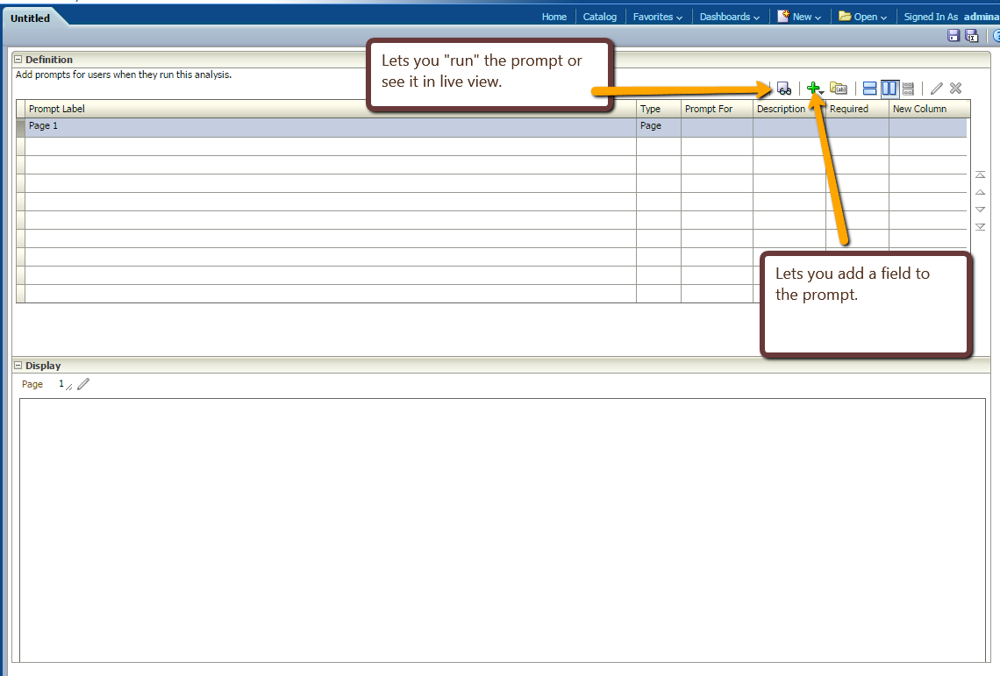 Untitled
Home Catalog Favorites Dashboards New Open Signed In As admina
Definition
Add prompts for users when they run this analysis.
Lets you "run" the prompt or
see it in live view.
Prompt Label Type Prompt For Description Required New Column
Page 1 Page
Lets you add a field to
the prompt.
Display
Page 1